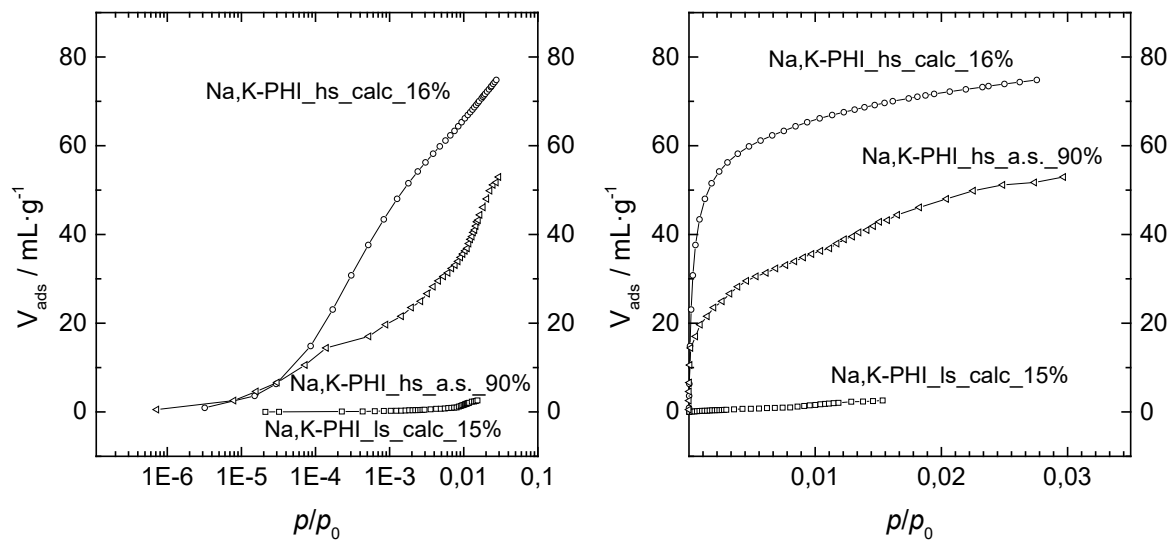 80
60
40
20
0
V_ads / mL·g⁻¹
Na,K-PHI_hs_calc_16%
Na,K-PHI_hs_a.s._90%
Na,K-PHI_ls_calc_15%
80
60
40
20
0
1E-6 1E-5 1E-4 1E-3 0,01 0,1
p/p₀
80
60
40
20
0
V_ads / mL·g⁻¹
Na,K-PHI_hs_calc_16%
Na,K-PHI_hs_a.s._90%
Na,K-PHI_ls_calc_15%
80
60
40
20
0
0,01 0,02 0,03
p/p₀